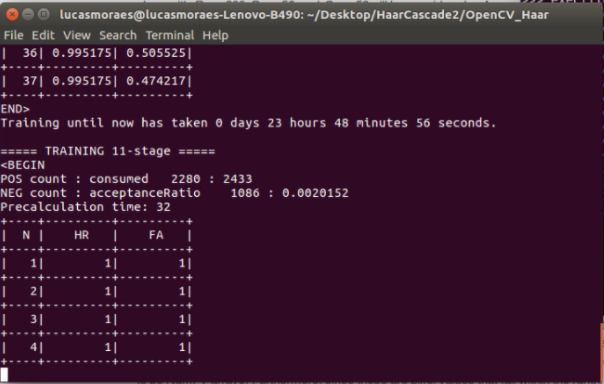 lucasmoraes@lucasmoraes-Lenovo-B490: ~/Desktop/HaarCascade2/OpenCV_Haar
File Edit View Search Terminal Help
| 36| 0.995175| 0.505525|
+----+---------+---------+
| 37| 0.995175| 0.474217|
+----+---------+---------+
END>
Training until now has taken 0 days 23 hours 48 minutes 56 seconds.
===== TRAINING 11-stage =====
<BEGIN
POS count : consumed 2280 : 2433
NEG count : acceptanceRatio 1086 : 0.0020152
Precalculation time: 32
+----+---------+---------+
| N | HR | FA |
+----+---------+---------+
| 1| 1| 1|
+----+---------+---------+
| 2| 1| 1|
+----+---------+---------+
| 3| 1| 1|
+----+---------+---------+
| 4| 1| 1|
+----+---------+---------+